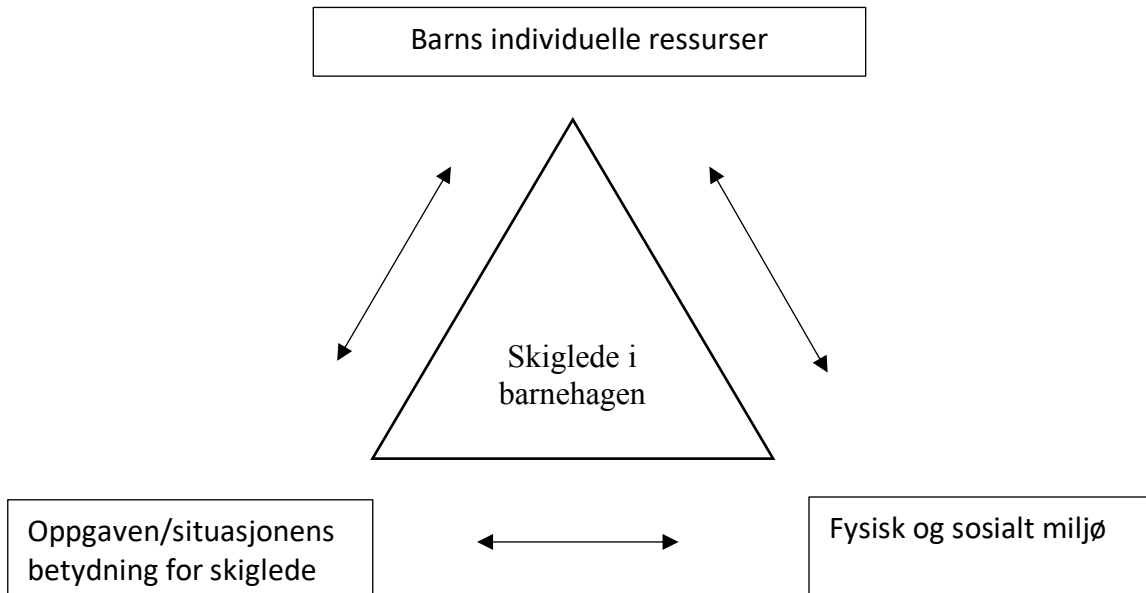 Barns individuelle ressurser
Skiglede i
barnehagen
Oppgaven/situasjonens
betydning for skiglede
Fysisk og sosialt miljø